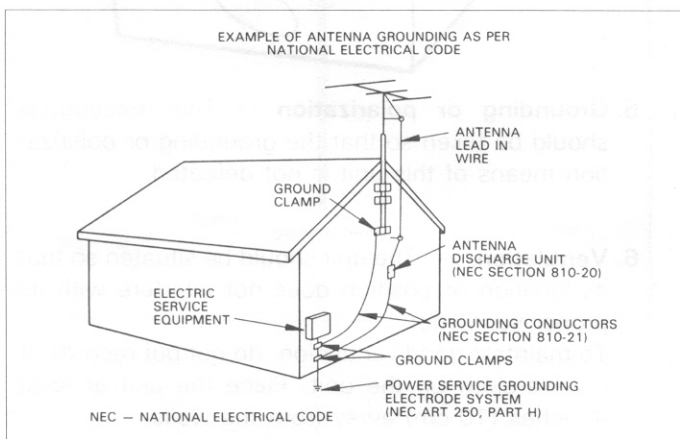 EXAMPLE OF ANTENNA GROUNDING AS PER
NATIONAL ELECTRICAL CODE
ANTENNA
LEAD IN
WIRE
GROUND
CLAMP
ANTENNA
DISCHARGE UNIT
(NEC SECTION 810-20)
ELECTRIC
SERVICE
EQUIPMENT
GROUNDING CONDUCTORS
(NEC SECTION 810-21)
GROUND CLAMPS
POWER SERVICE GROUNDING
ELECTRODE SYSTEM
(NEC ART 250, PART H)
NEC — NATIONAL ELECTRICAL CODE